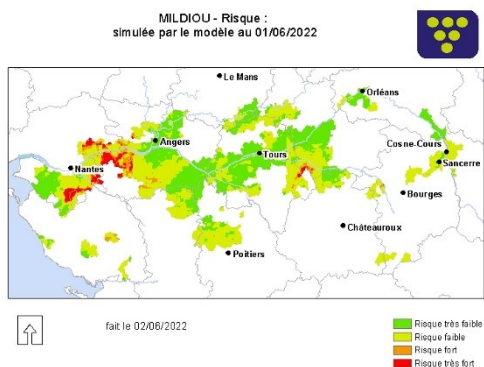 MILDIOU - Risque :
simulée par le modèle au 01/06/2022
Le Mans
Orléans
Angers
Cosne-Cours
Tours
Sancerre
Nantes
Bourges
Châteauroux
Poitiers
fait le 02/06/2022
Risque très faible
Risque faible
Risque fort
Risque très fort